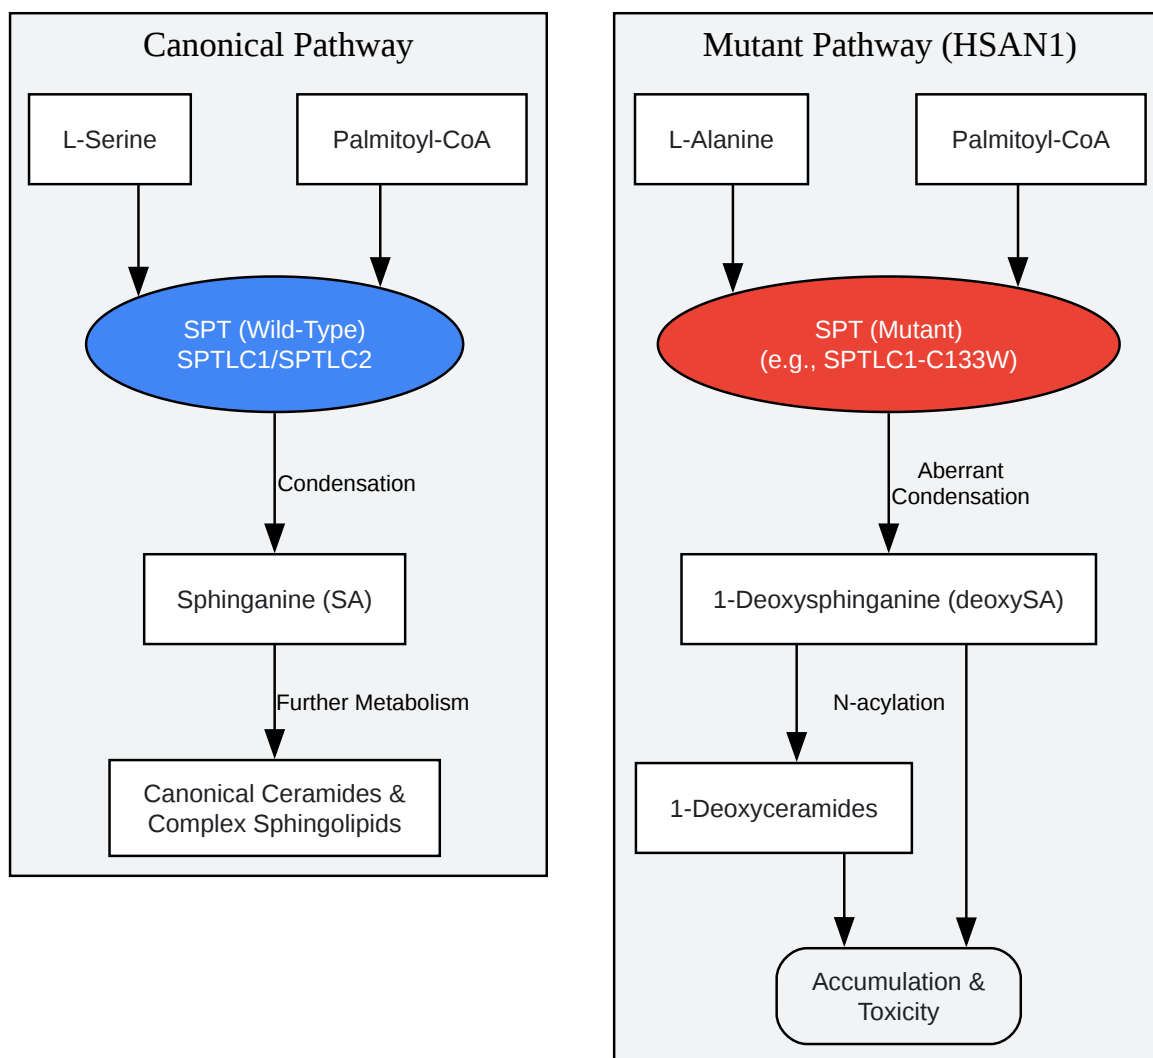 Canonical Pathway
L-Serine
Palmitoyl-CoA
SPT (Wild-Type)
SPTLC1/SPTLC2
Condensation
Sphinganine (SA)
Further Metabolism
Canonical Ceramides &
Complex Sphingolipids
Mutant Pathway (HSAN1)
L-Alanine
Palmitoyl-CoA
SPT (Mutant)
(e.g., SPTLC1-C133W)
Aberrant
Condensation
1-Deoxysphinganine (deoxySA)
N-acylation
1-Deoxyceramides
Accumulation &
Toxicity